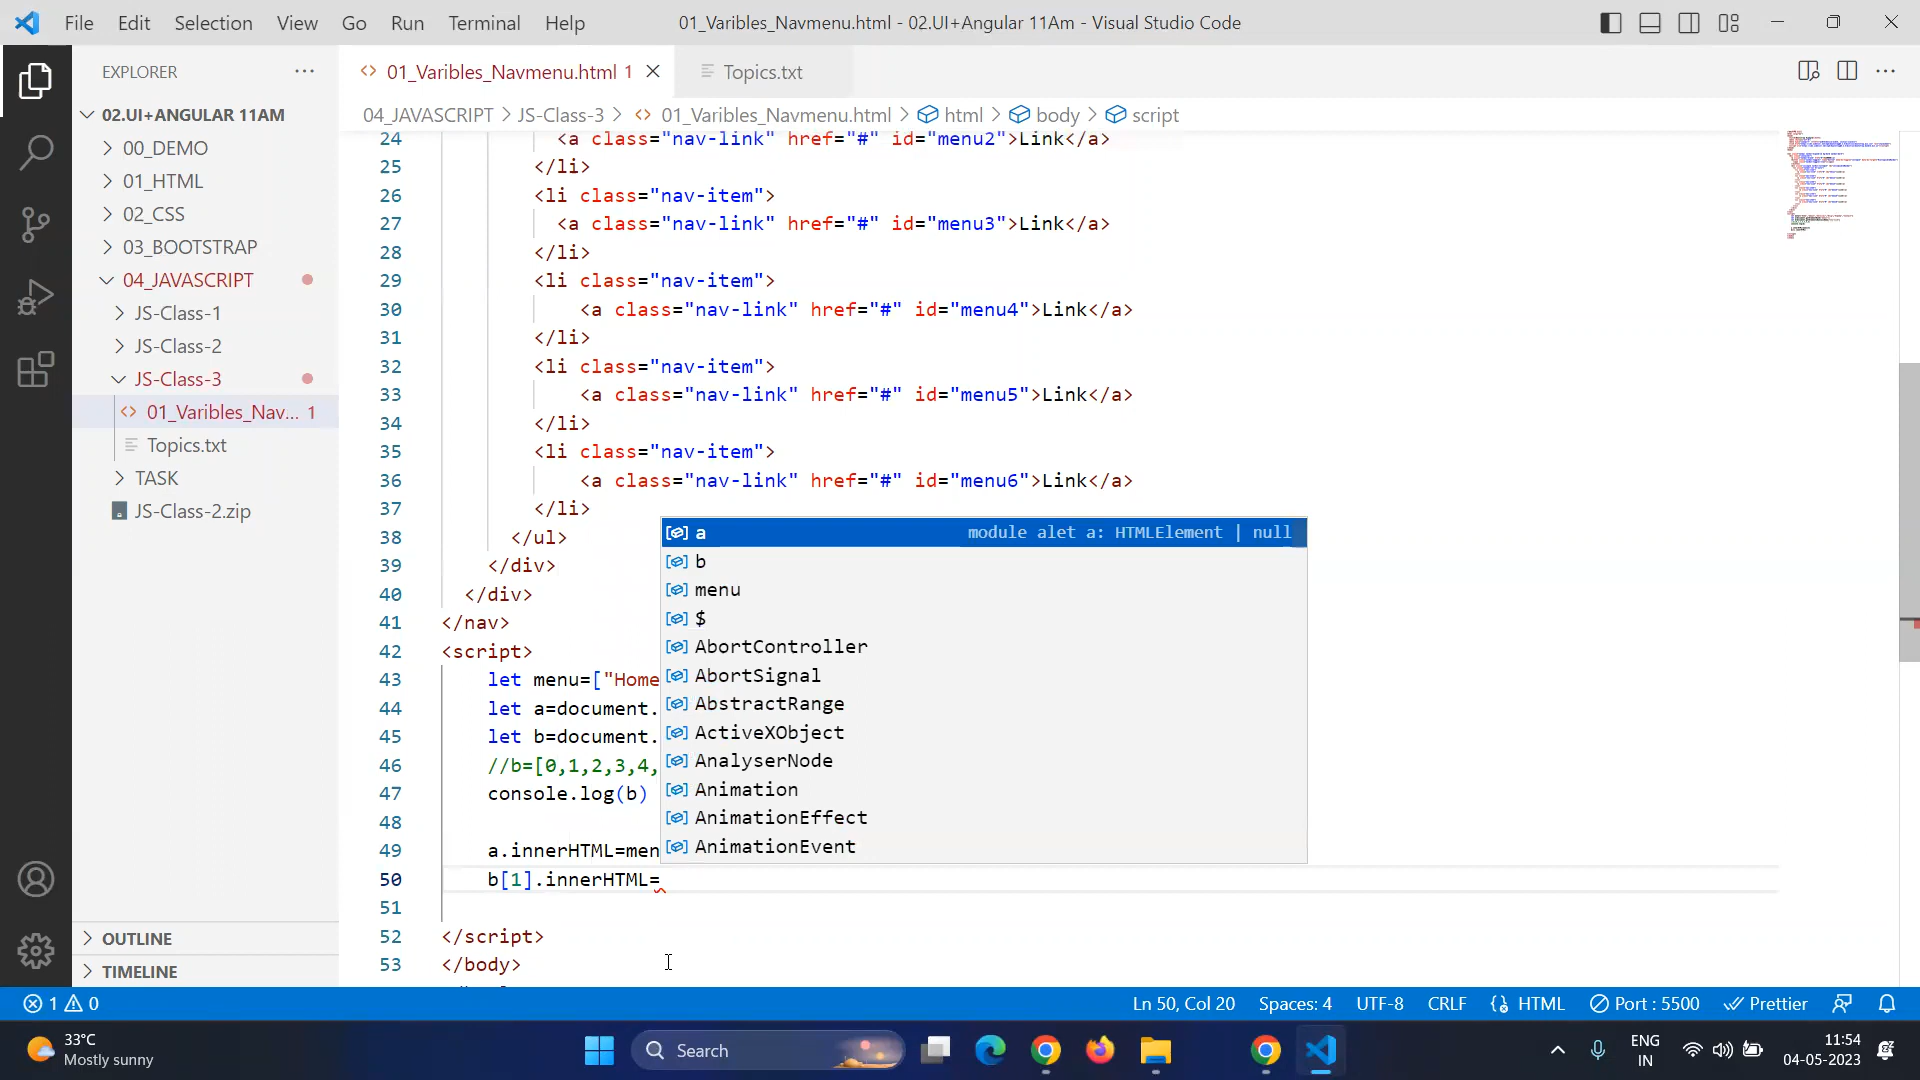 File Edit Selection View Go Run Terminal Help 01_Varibles_Navmenu.html - 02.UI+Angular 11Am - Visual Studio Code
EXPLORER
01_Varibles_Navmenu.html 1
Topics.txt
04_JAVASCRIPT > JS-Class-3 > 01_Varibles_Navmenu.html > html > body > script
02.UI+ANGULAR 11AM
00_DEMO
01_HTML
02_CSS
03_BOOTSTRAP
04_JAVASCRIPT
JS-Class-1
JS-Class-2
JS-Class-3
01_Varibles_Nav... 1
Topics.txt
TASK
JS-Class-2.zip
OUTLINE
TIMELINE
24 <a class="nav-link" href="#" id="menu2">Link</a>
25 </li>
26 <li class="nav-item">
27 <a class="nav-link" href="#" id="menu3">Link</a>
28 </li>
29 <li class="nav-item">
30 <a class="nav-link" href="#" id="menu4">Link</a>
31 </li>
32 <li class="nav-item">
33 <a class="nav-link" href="#" id="menu5">Link</a>
34 </li>
35 <li class="nav-item">
36 <a class="nav-link" href="#" id="menu6">Link</a>
37 </li>
38 </ul>
39 </div>
40 </div>
41 </nav>
42 <script>
43 let menu=["Home
44 let a=document.
45 let b=document.
46 //b=[0,1,2,3,4,
47 console.log(b)
48
49 a.innerHTML=men
50 b[1].innerHTML=
51
52 </script>
53 </body>
a module alet a: HTMLElement | null
b
menu
$
AbortController
AbortSignal
AbstractRange
ActiveXObject
AnalyserNode
Animation
AnimationEffect
AnimationEvent
1 0 Ln 50, Col 20 Spaces: 4 UTF-8 CRLF HTML Port : 5500 Prettier
33°C
Mostly sunny
Search
ENG
IN
11:54
04-05-2023